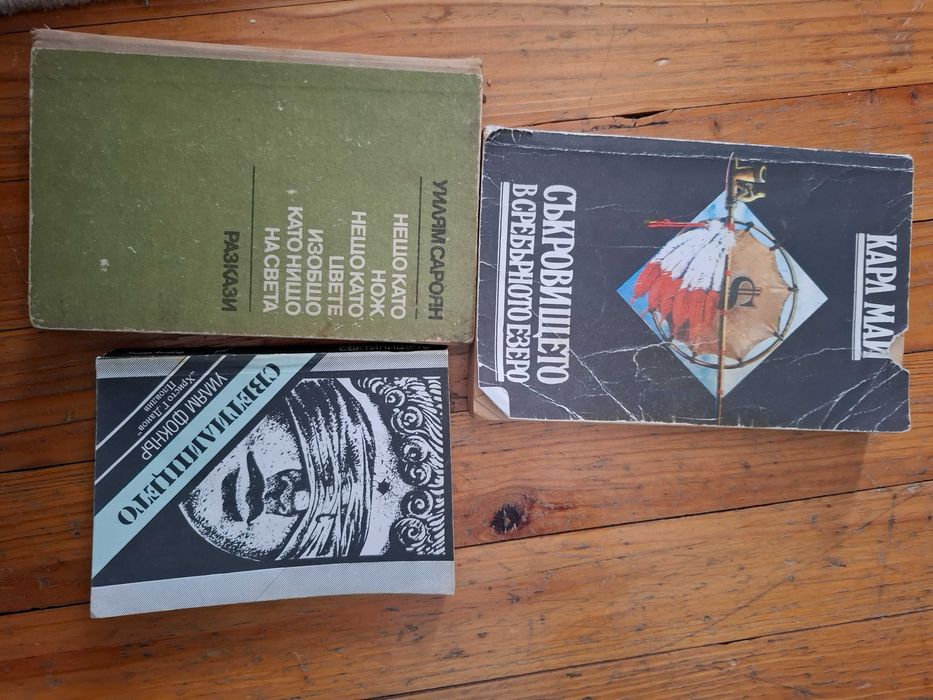 УИЛЯМ САРОЯН
НЕЩО КАТО
НОЖ
НЕЩО КАТО
ЦВЕТЕ
ИЗОБЩО
КАТО НИЩО
НА СВЕТА
РАЗКАЗИ
КАРЛ МАЙ
СЪКРОВИЩЕТО
В СРЕБЪРНОТО ЕЗЕРО
$
СВЕТИЛИЩЕТО
УИЛЯМ ФОКНЪР
„Христо Г. Данов“
Пловдив